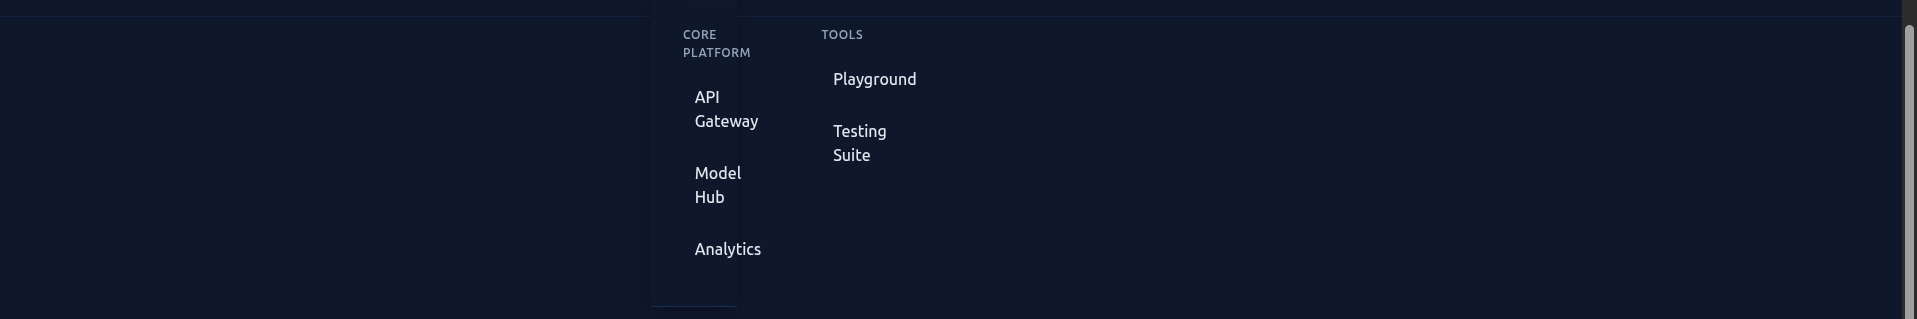 CORE
PLATFORM
API
Gateway
Model
Hub
Analytics
TOOLS
Playground
Testing
Suite